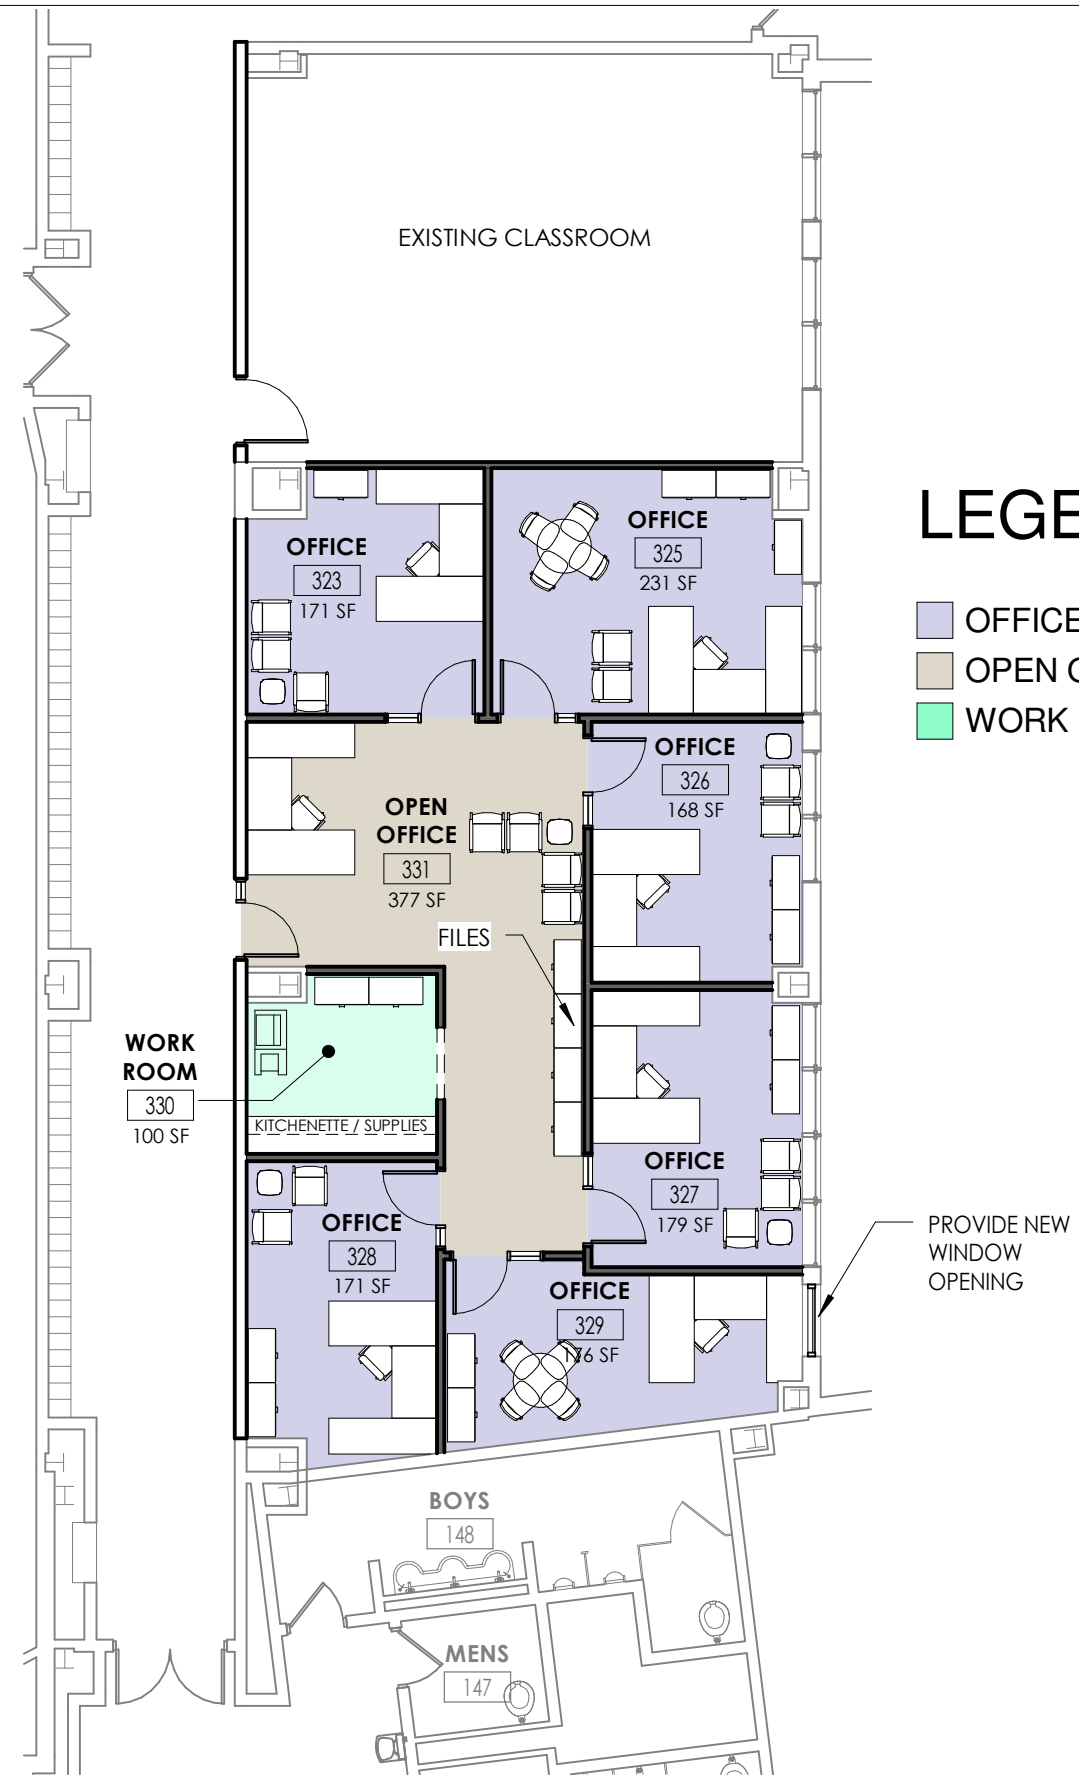 EXISTING CLASSROOM
OFFICE
323
171 SF
OFFICE
325
231 SF
LEGE
OFFICE
OPEN O
WORK
OFFICE
326
168 SF
OPEN
OFFICE
331
377 SF
FILES
WORK
ROOM
330
100 SF
KITCHENETTE / SUPPLIES
OFFICE
327
179 SF
OFFICE
328
171 SF
PROVIDE NEW
WINDOW
OPENING
OFFICE
329
176 SF
BOYS
148
MENS
147